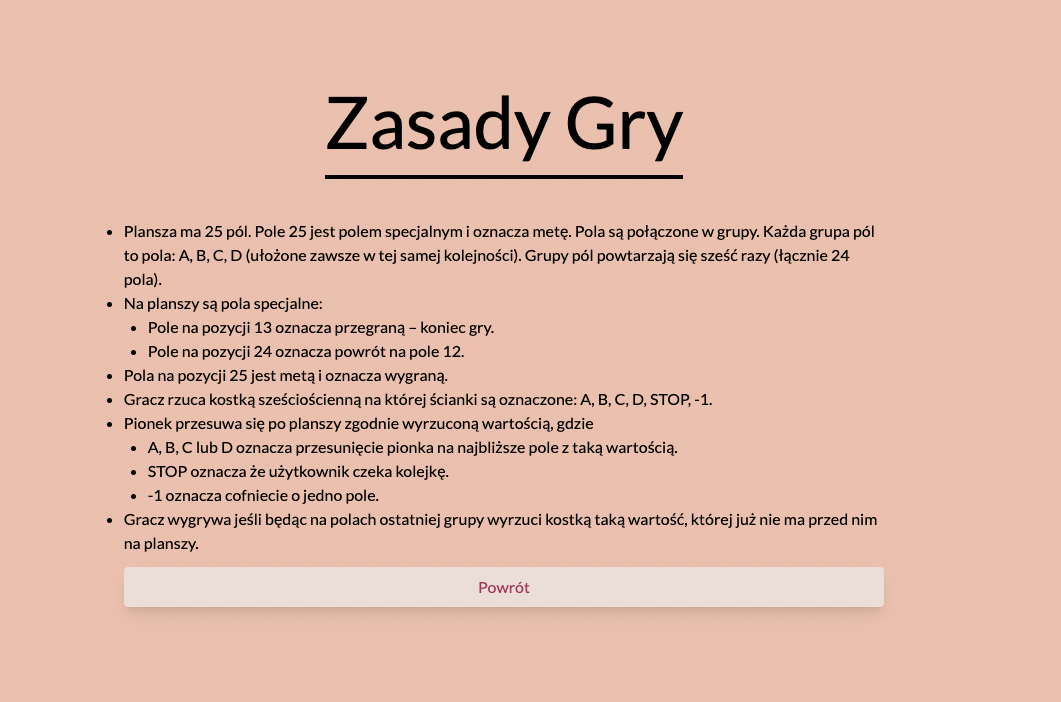 Zasady Gry
• Plansza ma 25 pól. Pole 25 jest polem specjalnym i oznacza metę. Pola są połączone w grupy. Każda grupa pól
to pola: A, B, C, D (ułożone zawsze w tej samej kolejności). Grupy pól powtarzają się sześć razy (łącznie 24
pola).
• Na planszy są pola specjalne:
• Pole na pozycji 13 oznacza przegraną – koniec gry.
• Pole na pozycji 24 oznacza powrót na pole 12.
• Pola na pozycji 25 jest metą i oznacza wygraną.
• Gracz rzuca kostką sześciościenną na której ścianki są oznaczone: A, B, C, D, STOP, -1.
• Pionek przesuwa się po planszy zgodnie wyrzuconą wartością, gdzie
• A, B, C lub D oznacza przesunięcie pionka na najbliższe pole z taką wartością.
• STOP oznacza że użytkownik czeka kolejkę.
• -1 oznacza cofniecie o jedno pole.
• Gracz wygrywa jeśli będąc na polach ostatniej grupy wyrzuci kostką taką wartość, której już nie ma przed nim
na planszy.
Powrót